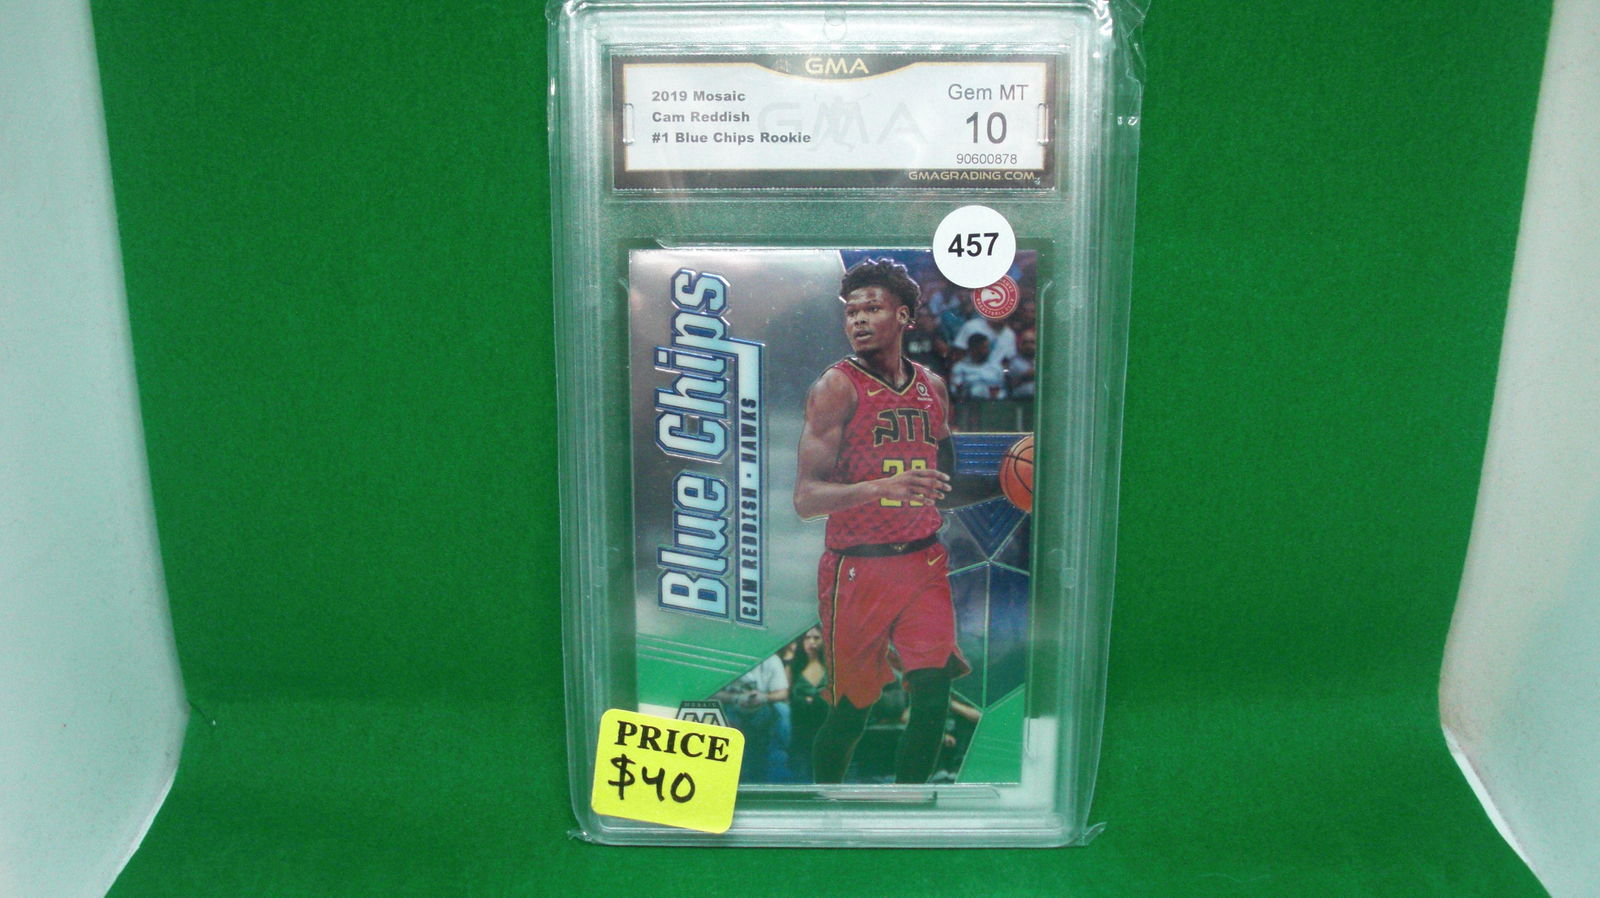 GMA
2019 Mosaic
Cam Reddish
#1 Blue Chips Rookie
Gem MT
10
90600878
GMAGRADING.COM
457
Blue Chips
CAM REDDISH • HAWKS
ATL
MOSAIC
PRICE
$40